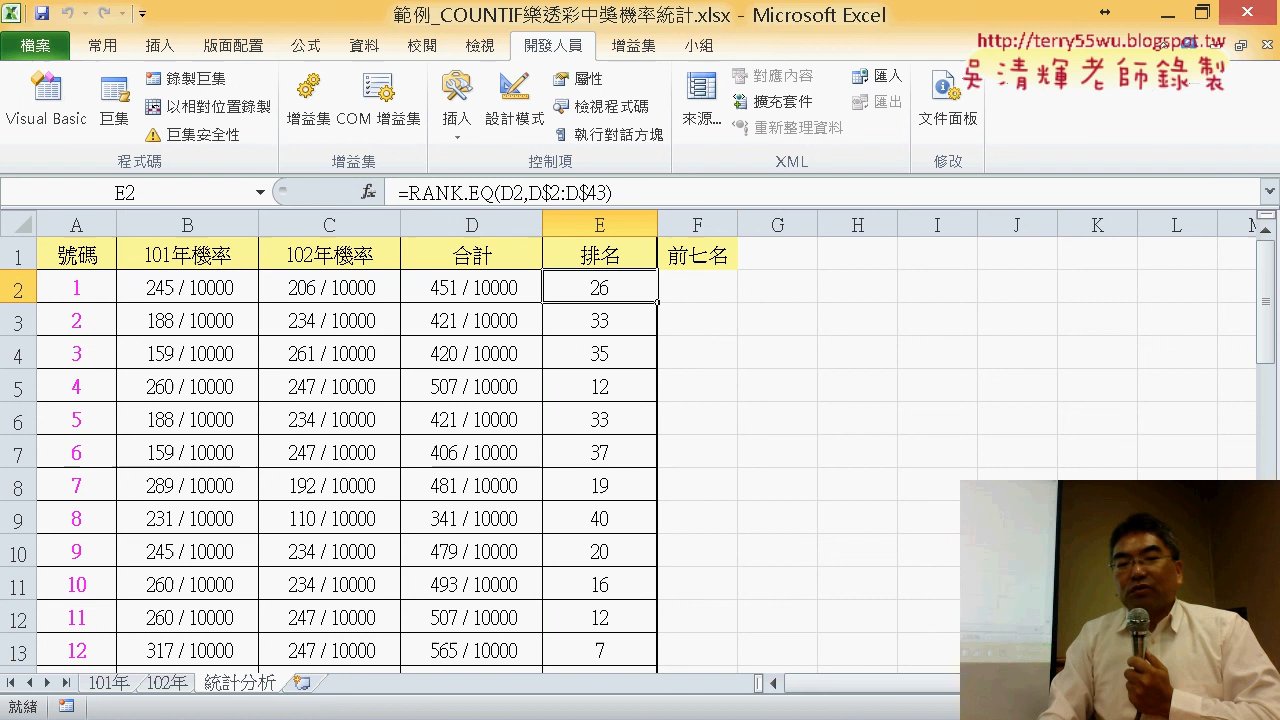 範例_COUNTIF樂透彩中獎機率統計.xlsx - Microsoft Excel
檔案 常用 插入 版面配置 公式 資料 校閱 檢視 開發人員 增益集 小組
http://terry55wu.blogspot.tw
吳清輝老師錄製
Visual Basic 巨集 錄製巨集 以相對位置錄製 巨集安全性
增益集 COM 增益集
插入 設計模式 屬性 檢視程式碼 執行對話方塊
來源... 對應內容 擴充套件 重新整理資料 匯入 匯出
文件面板
程式碼 增益集 控制項 XML 修改
E2 fx =RANK.EQ(D2,D$2:D$43)
A B C D E F G H I J K L M
1 號碼 101年機率 102年機率 合計 排名 前七名
2 1 245 / 10000 206 / 10000 451 / 10000 26
3 2 188 / 10000 234 / 10000 421 / 10000 33
4 3 159 / 10000 261 / 10000 420 / 10000 35
5 4 260 / 10000 247 / 10000 507 / 10000 12
6 5 188 / 10000 234 / 10000 421 / 10000 33
7 6 159 / 10000 247 / 10000 406 / 10000 37
8 7 289 / 10000 192 / 10000 481 / 10000 19
9 8 231 / 10000 110 / 10000 341 / 10000 40
10 9 245 / 10000 234 / 10000 479 / 10000 20
11 10 260 / 10000 234 / 10000 493 / 10000 16
12 11 260 / 10000 247 / 10000 507 / 10000 12
13 12 317 / 10000 247 / 10000 565 / 10000 7
101年 102年 統計分析
就緒